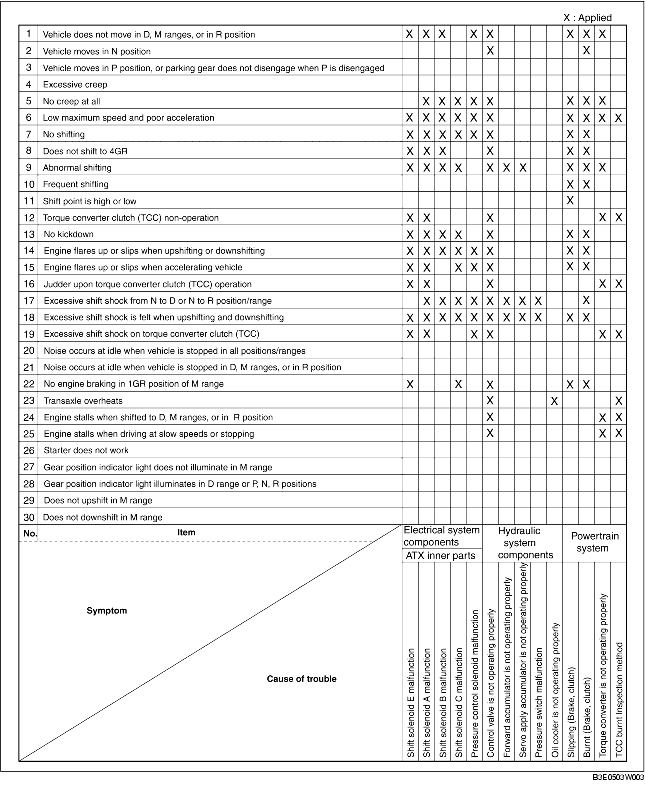 X : Applied
1 Vehicle does not move in D, M ranges, or in R position X X X X X X X X
2 Vehicle moves in N position X X
3 Vehicle moves in P position, or parking gear does not disengage when P is disengaged
4 Excessive creep
5 No creep at all X X X X X X X X
6 Low maximum speed and poor acceleration X X X X X X X X X X
7 No shifting X X X X X X X X
8 Does not shift to 4GR X X X X X X
9 Abnormal shifting X X X X X X X X X X
10 Frequent shifting X X
11 Shift point is high or low X
12 Torque converter clutch (TCC) non-operation X X X X X
13 No kickdown X X X X X X X
14 Engine flares up or slips when upshifting or downshifting X X X X X X X X
15 Engine flares up or slips when accelerating vehicle X X X X X X X
16 Judder upon torque converter clutch (TCC) operation X X X X X
17 Excessive shift shock from N to D or N to R position/range X X X X X X X X X
18 Excessive shift shock is felt when upshifting and downshifting X X X X X X X X X X X
19 Excessive shift shock on torque converter clutch (TCC) X X X X X X
20 Noise occurs at idle when vehicle is stopped in all positions/ranges
21 Noise occurs at idle when vehicle is stopped in D, M ranges, or in R position
22 No engine braking in 1GR position of M range X X X X X
23 Transaxle overheats X X X
24 Engine stalls when shifted to D, M ranges, or in R position X X X
25 Engine stalls when driving at slow speeds or stopping X X X
26 Starter does not work
27 Gear position indicator light does not illuminate in M range
28 Gear position indicator light illuminates in D range or P, N, R positions
29 Does not upshift in M range
30 Does not downshift in M range
No. Item
Electrical system
components
ATX inner parts
Hydraulic
system
components
Powertrain
system
Symptom
Cause of trouble
Shift solenoid E malfunction
Shift solenoid A malfunction
Shift solenoid B malfunction
Shift solenoid C malfunction
Pressure control solenoid malfunction
Control valve is not operating properly
Forward accumulator is not operating properly
Servo apply accumulator is not operating properly
Pressure switch malfunction
Oil cooler is not operating properly
Slipping (Brake, clutch)
Burnt (Brake, clutch)
Torque converter is not operating properly
TCC burnt Inspection method
B3E0503W003